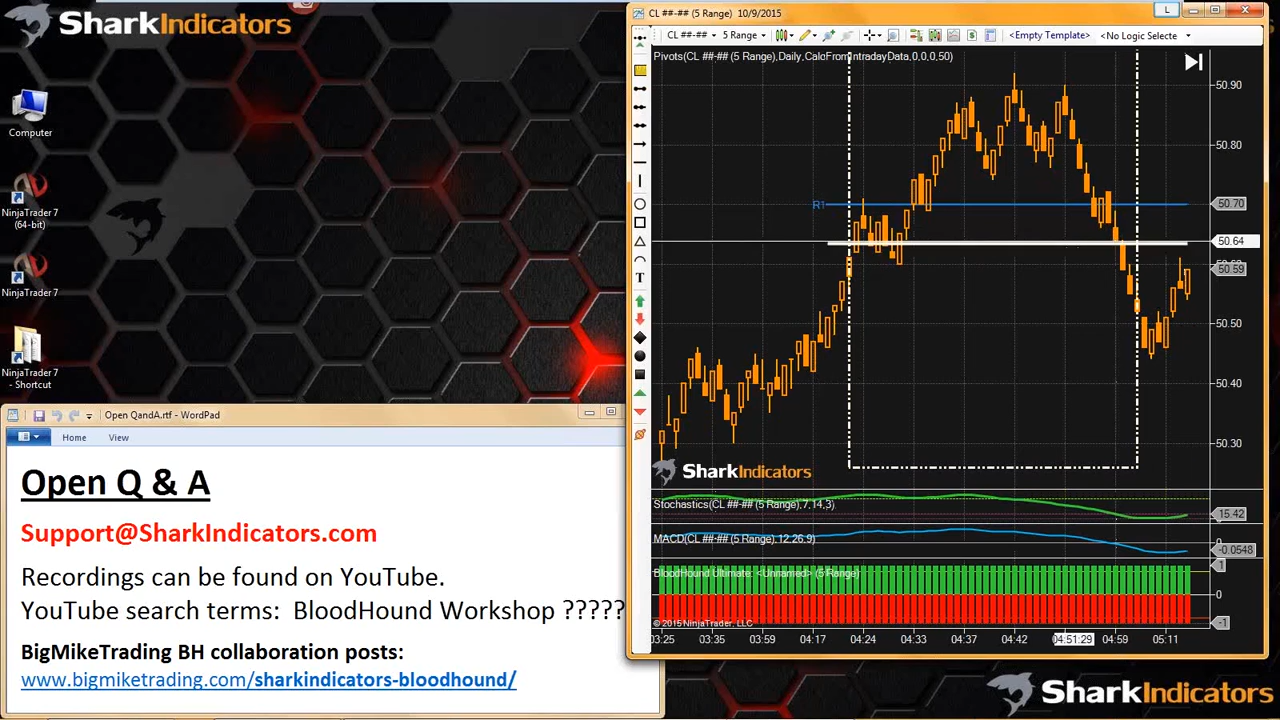 SharkIndicators
Computer
NinjaTrader 7
(64-bit)
NinjaTrader 7
NinjaTrader 7
- Shortcut
Open QandA.rtf - WordPad
Home View
Open Q & A
Support@SharkIndicators.com
Recordings can be found on YouTube.
YouTube search terms: BloodHound Workshop ?????
BigMikeTrading BH collaboration posts:
www.bigmiketrading.com/sharkindicators-bloodhound/
CL ##-## (5 Range) 10/9/2015
L
CL ##-## 5 Range <Empty Template> <No Logic Selecte
T
Pivots(CL ##-## (5 Range),Daily,CalcFromIntradayData,0,0,0,50)
50.90
50.80
R1
50.70
50.64
50.59
50.50
50.40
50.30
SharkIndicators
Stochastics(CL ##-## (5 Range),7,14,3)
15.42
MACD(CL ##-## (5 Range),12,26,9)
0
-0.0548
BloodHound Ultimate: <Unnamed> (5 Range)
1
0
-1
© 2015 NinjaTrader, LLC
03:25 03:35 03:59 04:17 04:24 04:33 04:37 04:42 04:51:29 04:59 05:11
SharkIndicators